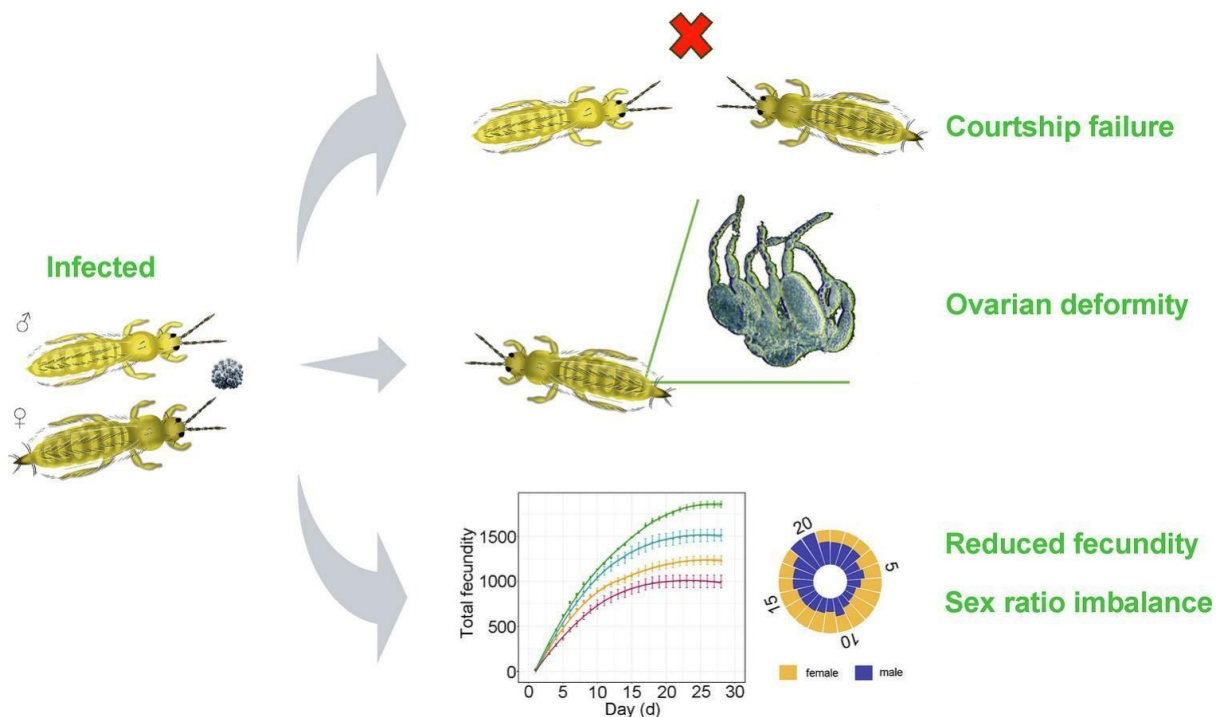 Courtship failure
Infected
♂
♀
Ovarian deformity
Total fecundity
1500
1000
500
0
0 5 10 15 20 25 30
Day (d)
20
5
15
10
female male
Reduced fecundity
Sex ratio imbalance